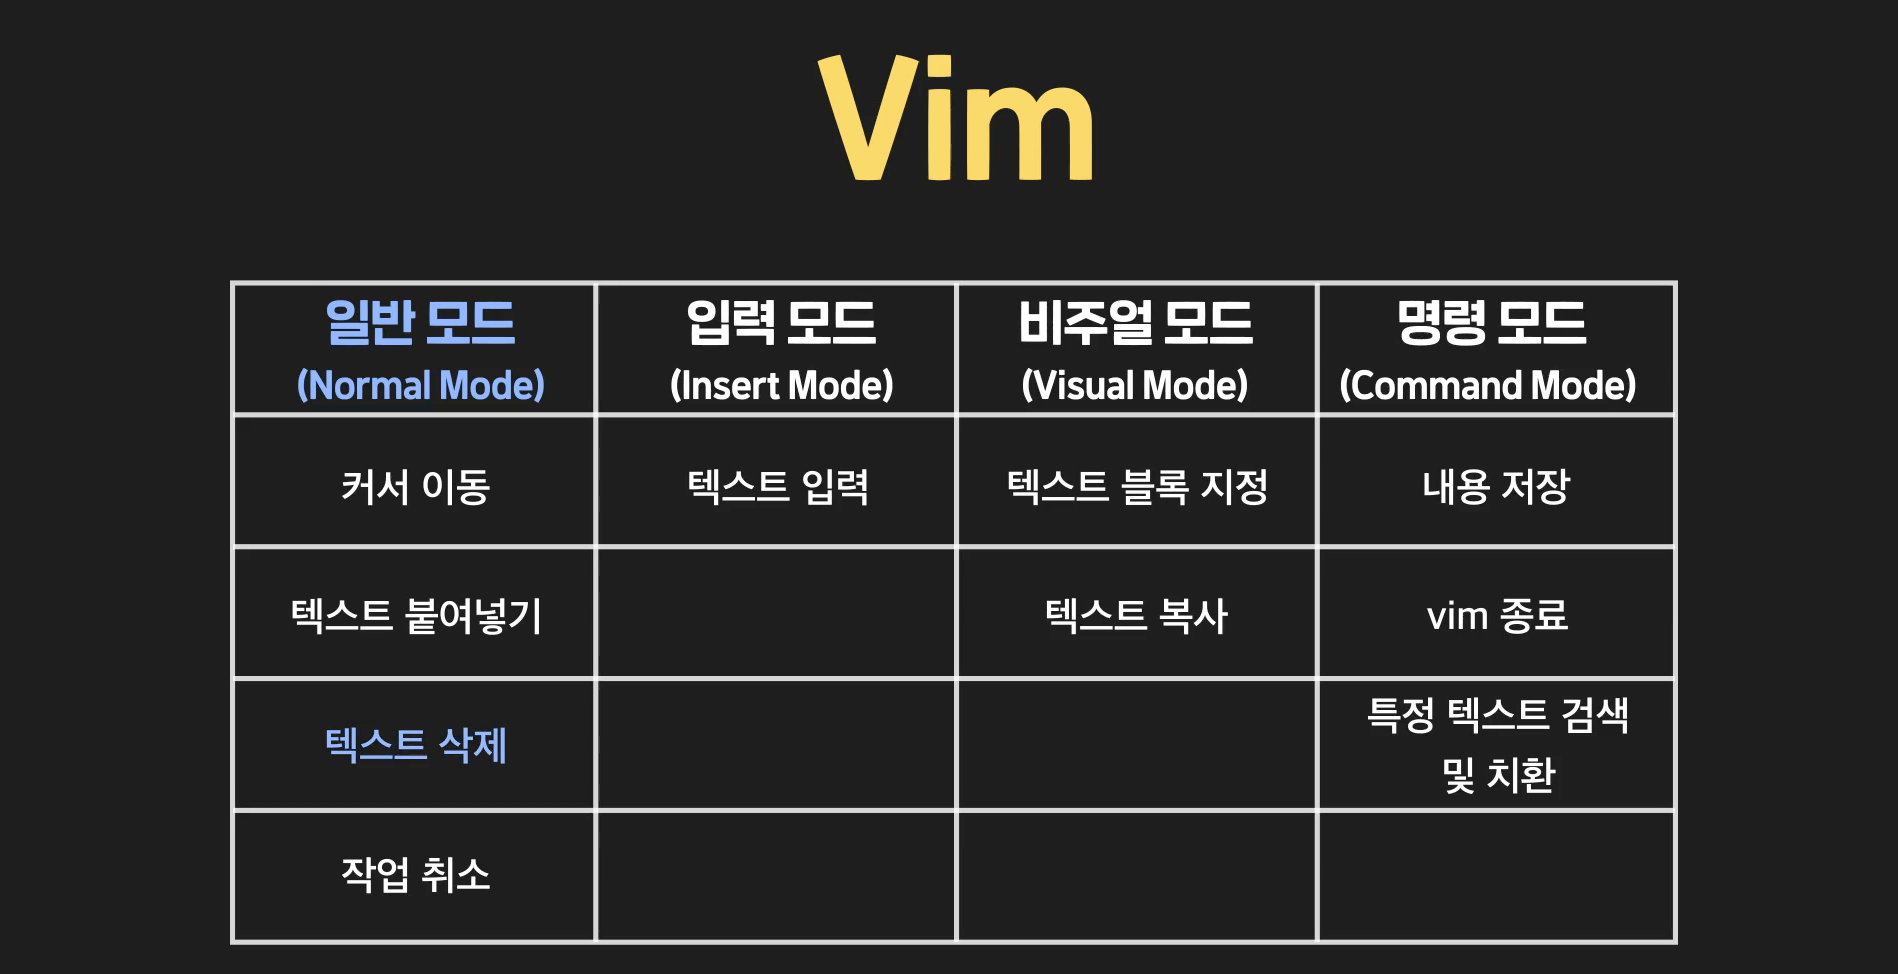 Vim
일반 모드 입력 모드 비주얼 모드 명령 모드
(Normal Mode) (Insert Mode) (Visual Mode) (Command Mode)
커서 이동 텍스트 입력 텍스트 블록 지정 내용 저장
텍스트 붙여넣기 텍스트 복사 vim 종료
텍스트 삭제 특정 텍스트 검색
및 치환
작업 취소